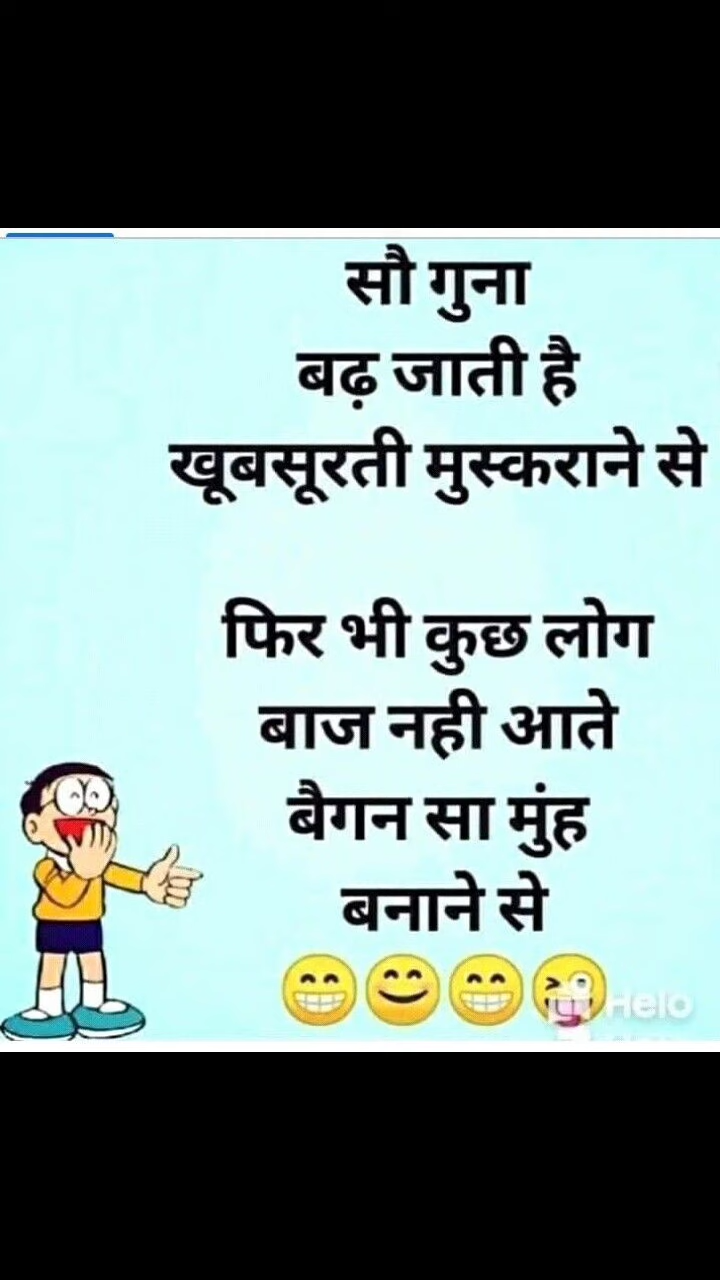 सौ गुना
बढ़ जाती है
खूबसूरती मुस्कराने से
फिर भी कुछ लोग
बाज नही आते
बैगन सा मुंह
बनाने से
Helo